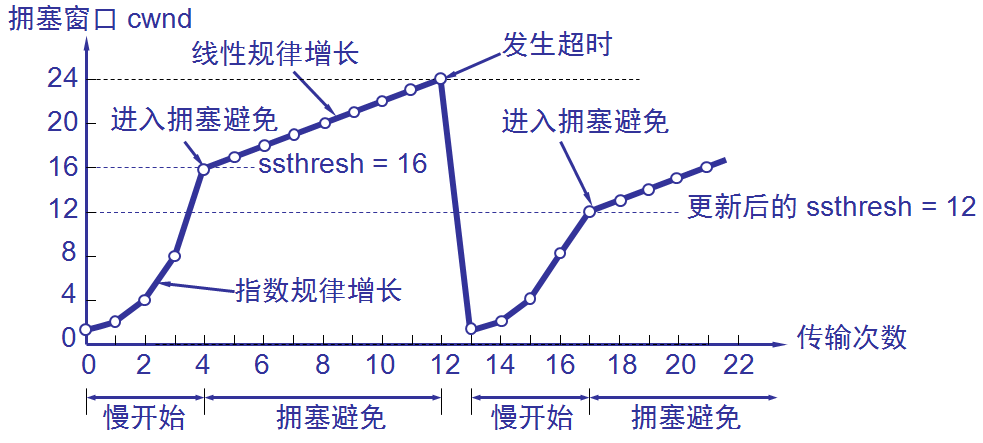 拥塞窗口 cwnd
发生超时
线性规律增长
24
20
进入拥塞避免
进入拥塞避免
ssthresh = 16
16
12
更新后的 ssthresh = 12
8
指数规律增长
4
0
传输次数
0 2 4 6 8 10 12 14 16 18 20 22
慢开始 拥塞避免 慢开始 拥塞避免